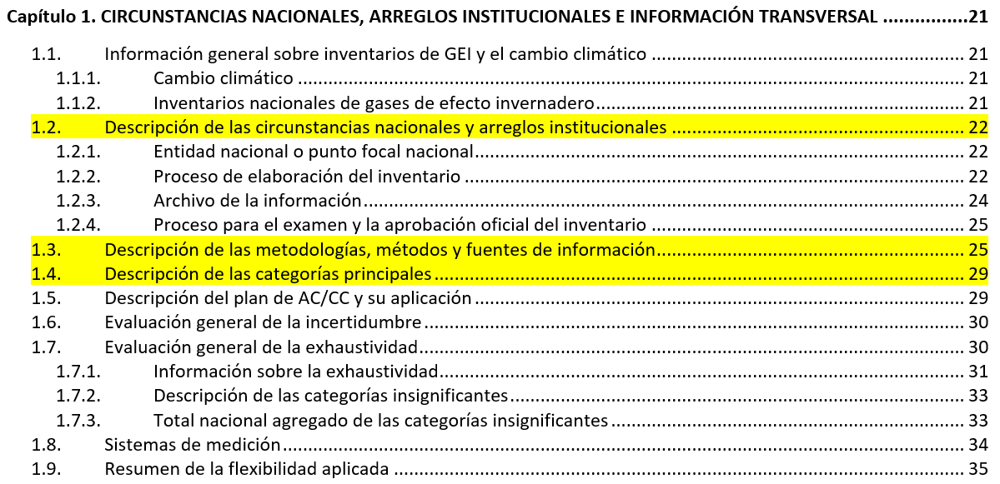 Capítulo 1. CIRCUNSTANCIAS NACIONALES, ARREGLOS INSTITUCIONALES E INFORMACIÓN TRANSVERSAL ................21
1.1. Información general sobre inventarios de GEI y el cambio climático ................ 21
1.1.1. Cambio climático ................ 21
1.1.2. Inventarios nacionales de gases de efecto invernadero................ 21
1.2. Descripción de las circunstancias nacionales y arreglos institucionales ................ 22
1.2.1. Entidad nacional o punto focal nacional................ 22
1.2.2. Proceso de elaboración del inventario ................ 22
1.2.3. Archivo de la información................ 24
1.2.4. Proceso para el examen y la aprobación oficial del inventario ................ 25
1.3. Descripción de las metodologías, métodos y fuentes de información................ 25
1.4. Descripción de las categorías principales................ 29
1.5. Descripción del plan de AC/CC y su aplicación ................ 29
1.6. Evaluación general de la incertidumbre................ 30
1.7. Evaluación general de la exhaustividad................ 30
1.7.1. Información sobre la exhaustividad................ 31
1.7.2. Descripción de las categorías insignificantes................ 33
1.7.3. Total nacional agregado de las categorías insignificantes................ 33
1.8. Sistemas de medición................ 34
1.9. Resumen de la flexibilidad aplicada ................ 35